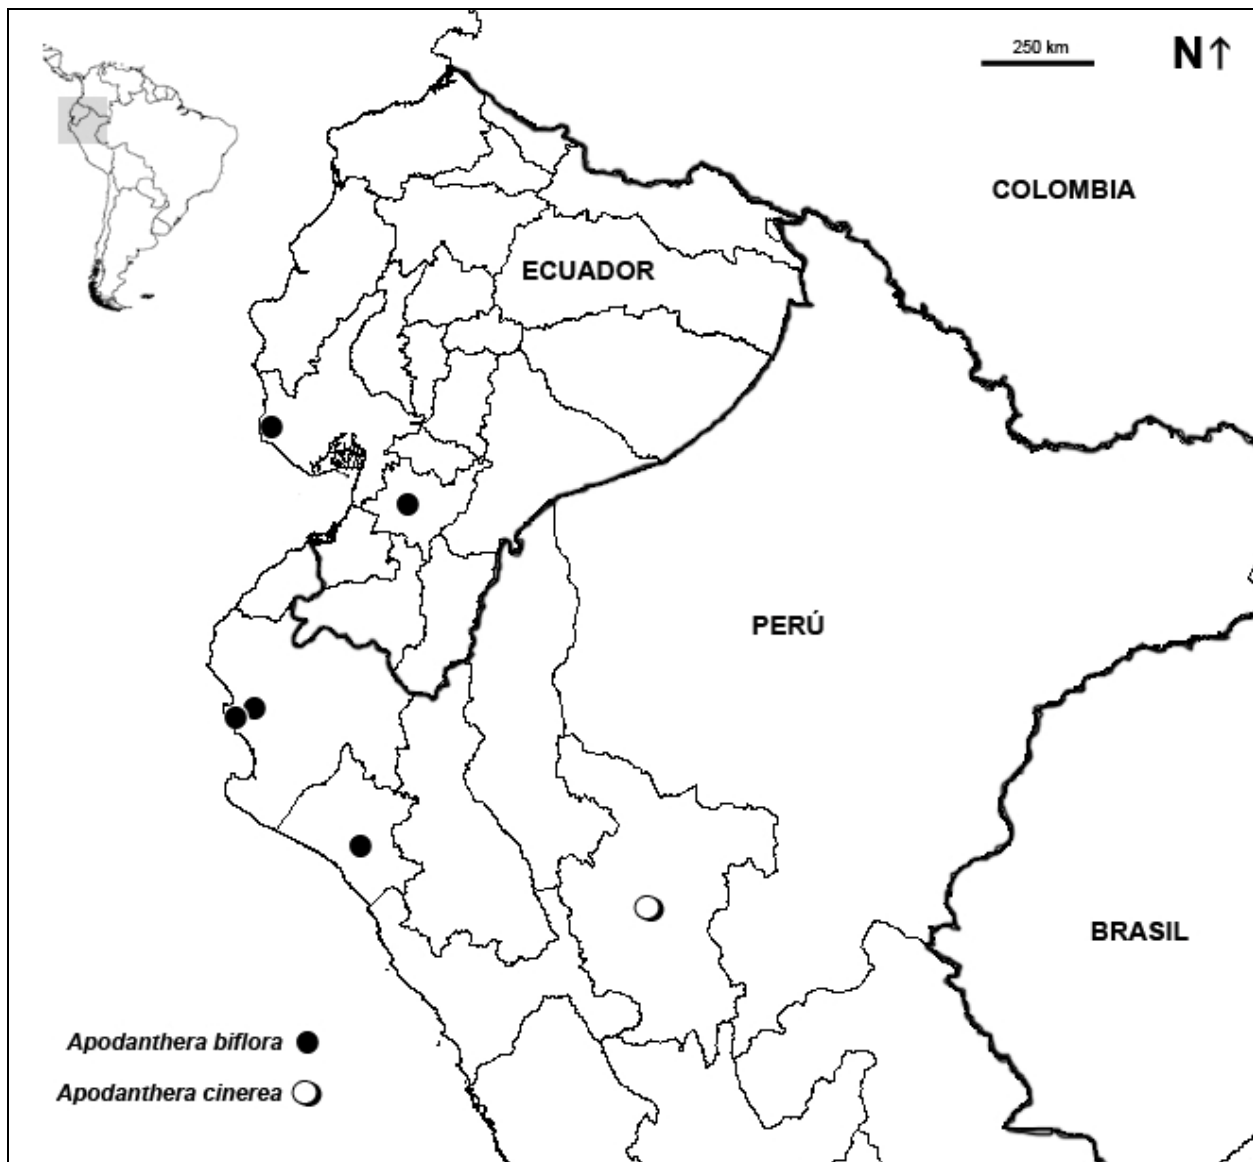 250 km
N↑
COLOMBIA
ECUADOR
PERÚ
BRASIL
Apodanthera biflora
Apodanthera cinerea